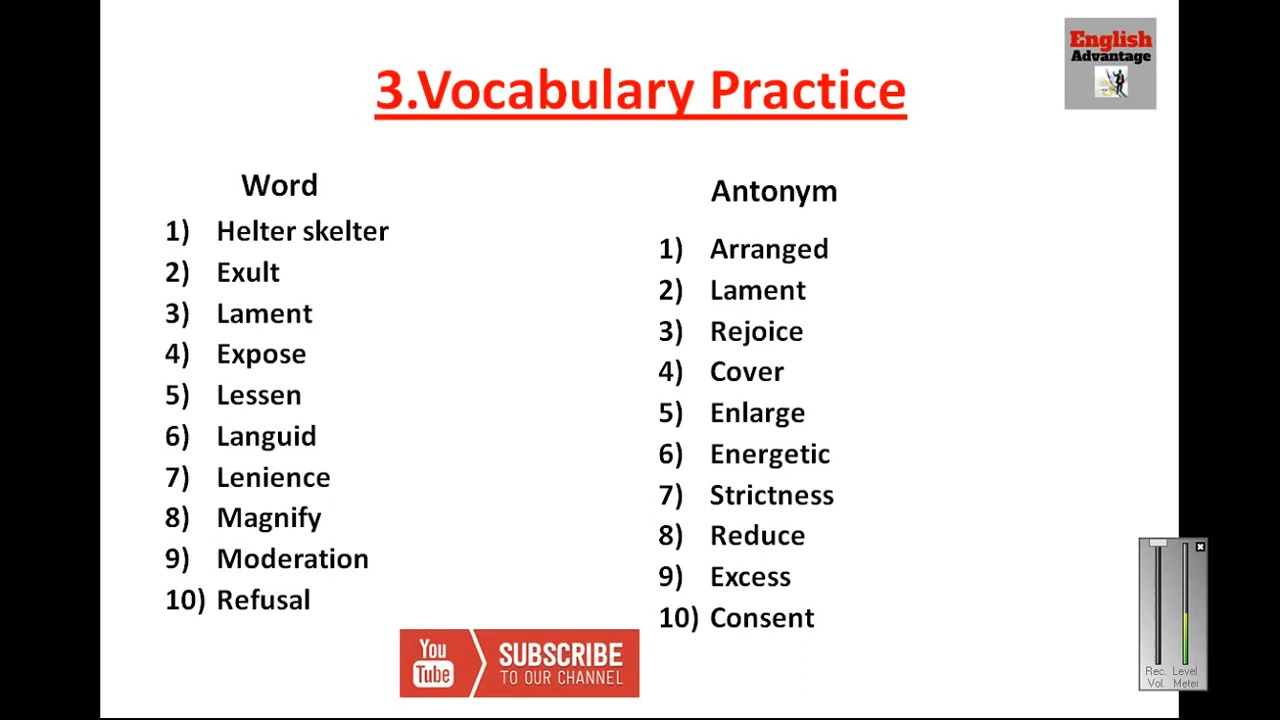 English
Advantage
3.Vocabulary Practice
Word
1) Helter skelter
2) Exult
3) Lament
4) Expose
5) Lessen
6) Languid
7) Lenience
8) Magnify
9) Moderation
10) Refusal
Antonym
1) Arranged
2) Lament
3) Rejoice
4) Cover
5) Enlarge
6) Energetic
7) Strictness
8) Reduce
9) Excess
10) Consent
You
Tube
SUBSCRIBE
TO OUR CHANNEL
Rec. Level
Vol. Meter